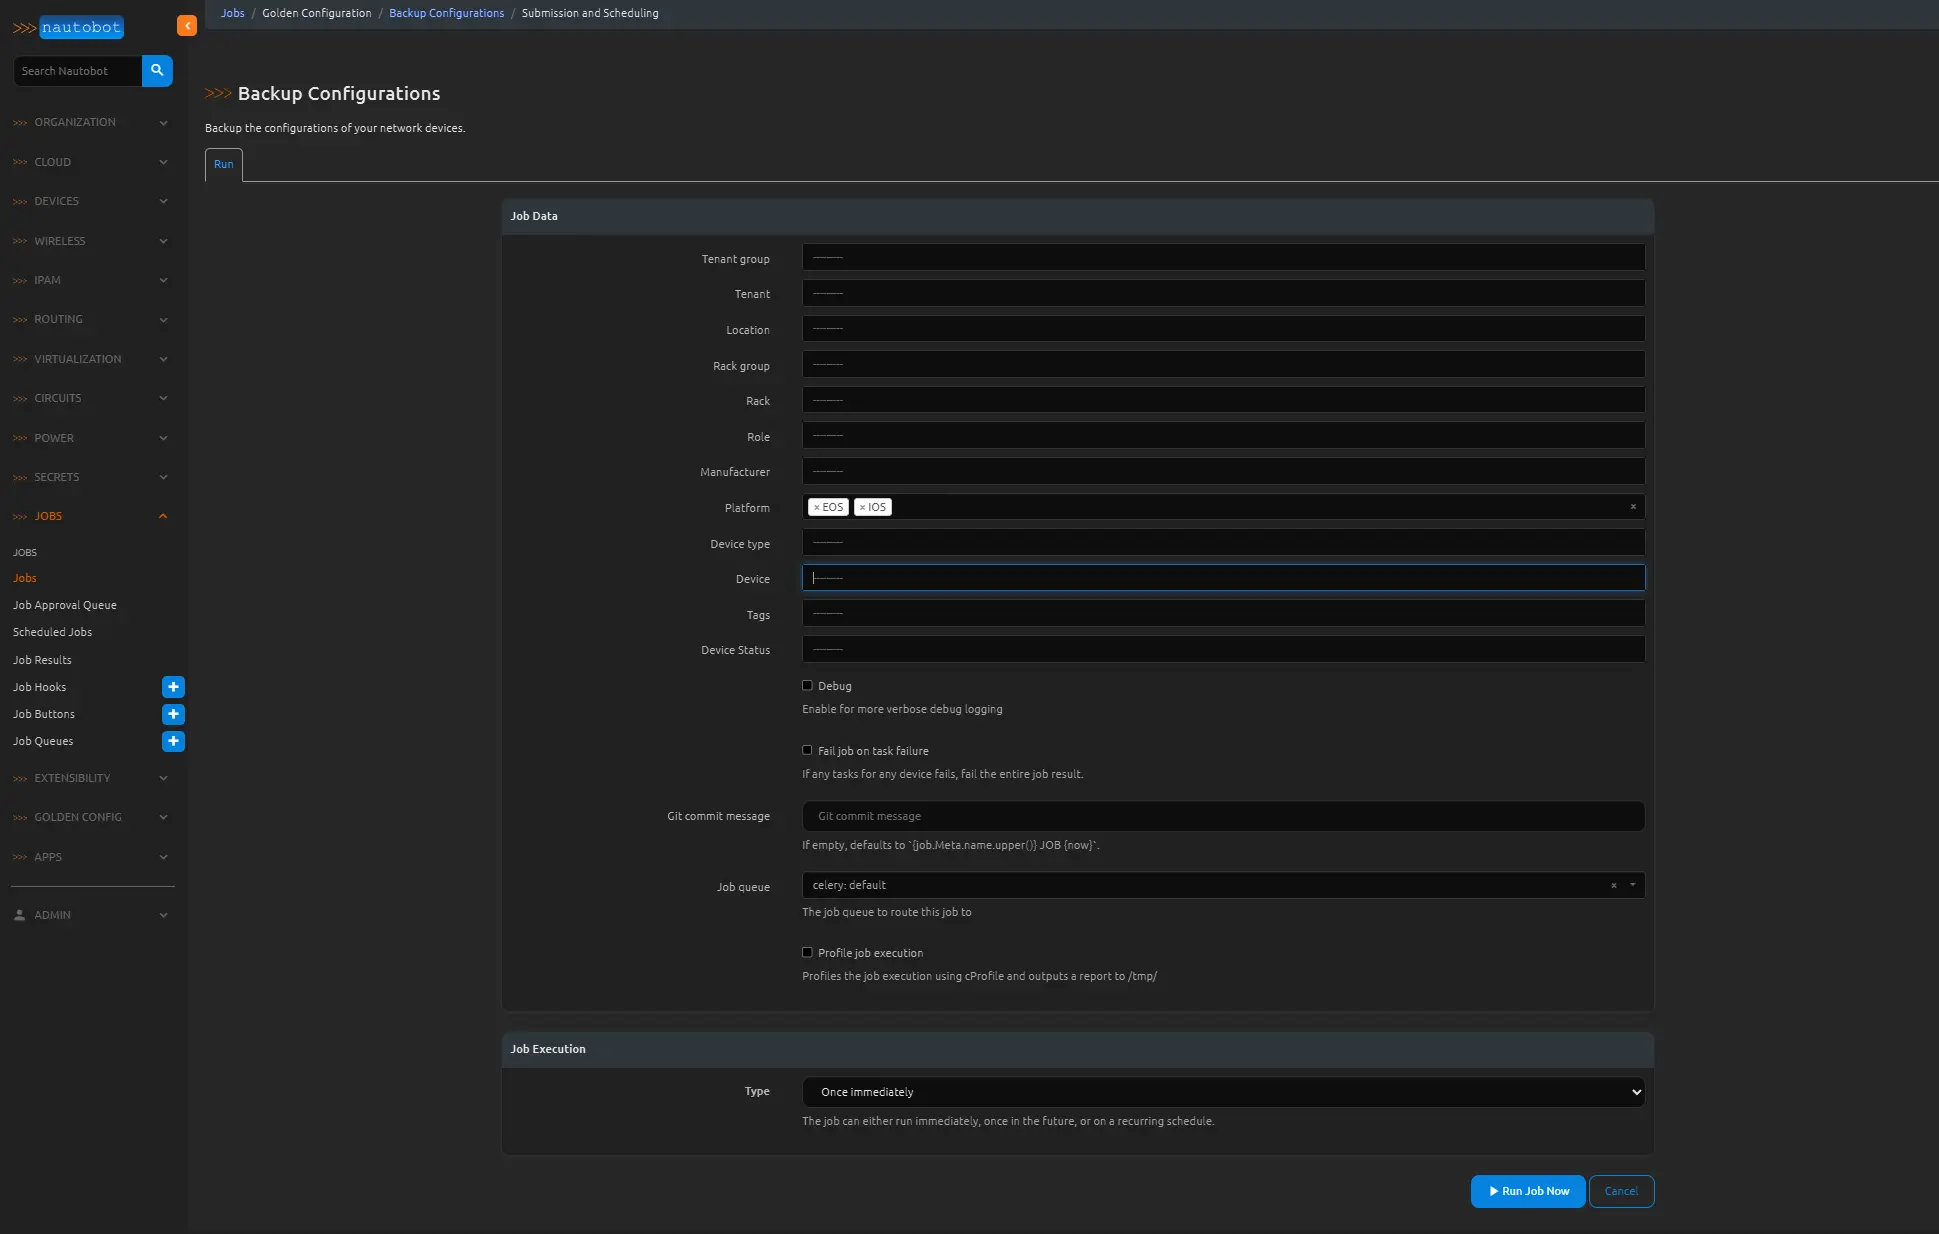 >>> nautobot
Search Nautobot
>>> ORGANIZATION
>>> CLOUD
>>> DEVICES
>>> WIRELESS
>>> IPAM
>>> ROUTING
>>> VIRTUALIZATION
>>> CIRCUITS
>>> POWER
>>> SECRETS
>>> JOBS
JOBS
Jobs
Job Approval Queue
Scheduled Jobs
Job Results
Job Hooks
Job Buttons
Job Queues
>>> EXTENSIBILITY
>>> GOLDEN CONFIG
>>> APPS
ADMIN
Jobs / Golden Configuration / Backup Configurations / Submission and Scheduling
>>> Backup Configurations
Backup the configurations of your network devices.
Run
Job Data
Tenant group ---------
Tenant ---------
Location ---------
Rack group ---------
Rack ---------
Role ---------
Manufacturer ---------
Platform × EOS × IOS ×
Device type ---------
Device ---------
Tags ---------
Device Status ---------
Debug
Enable for more verbose debug logging
Fail job on task failure
If any tasks for any device fails, fail the entire job result.
Git commit message Git commit message
If empty, defaults to `{job.Meta.name.upper()} JOB {now}`.
Job queue celery: default ×
The job queue to route this job to
Profile job execution
Profiles the job execution using cProfile and outputs a report to /tmp/
Job Execution
Type Once immediately
The job can either run immediately, once in the future, or on a recurring schedule.
Run Job Now Cancel